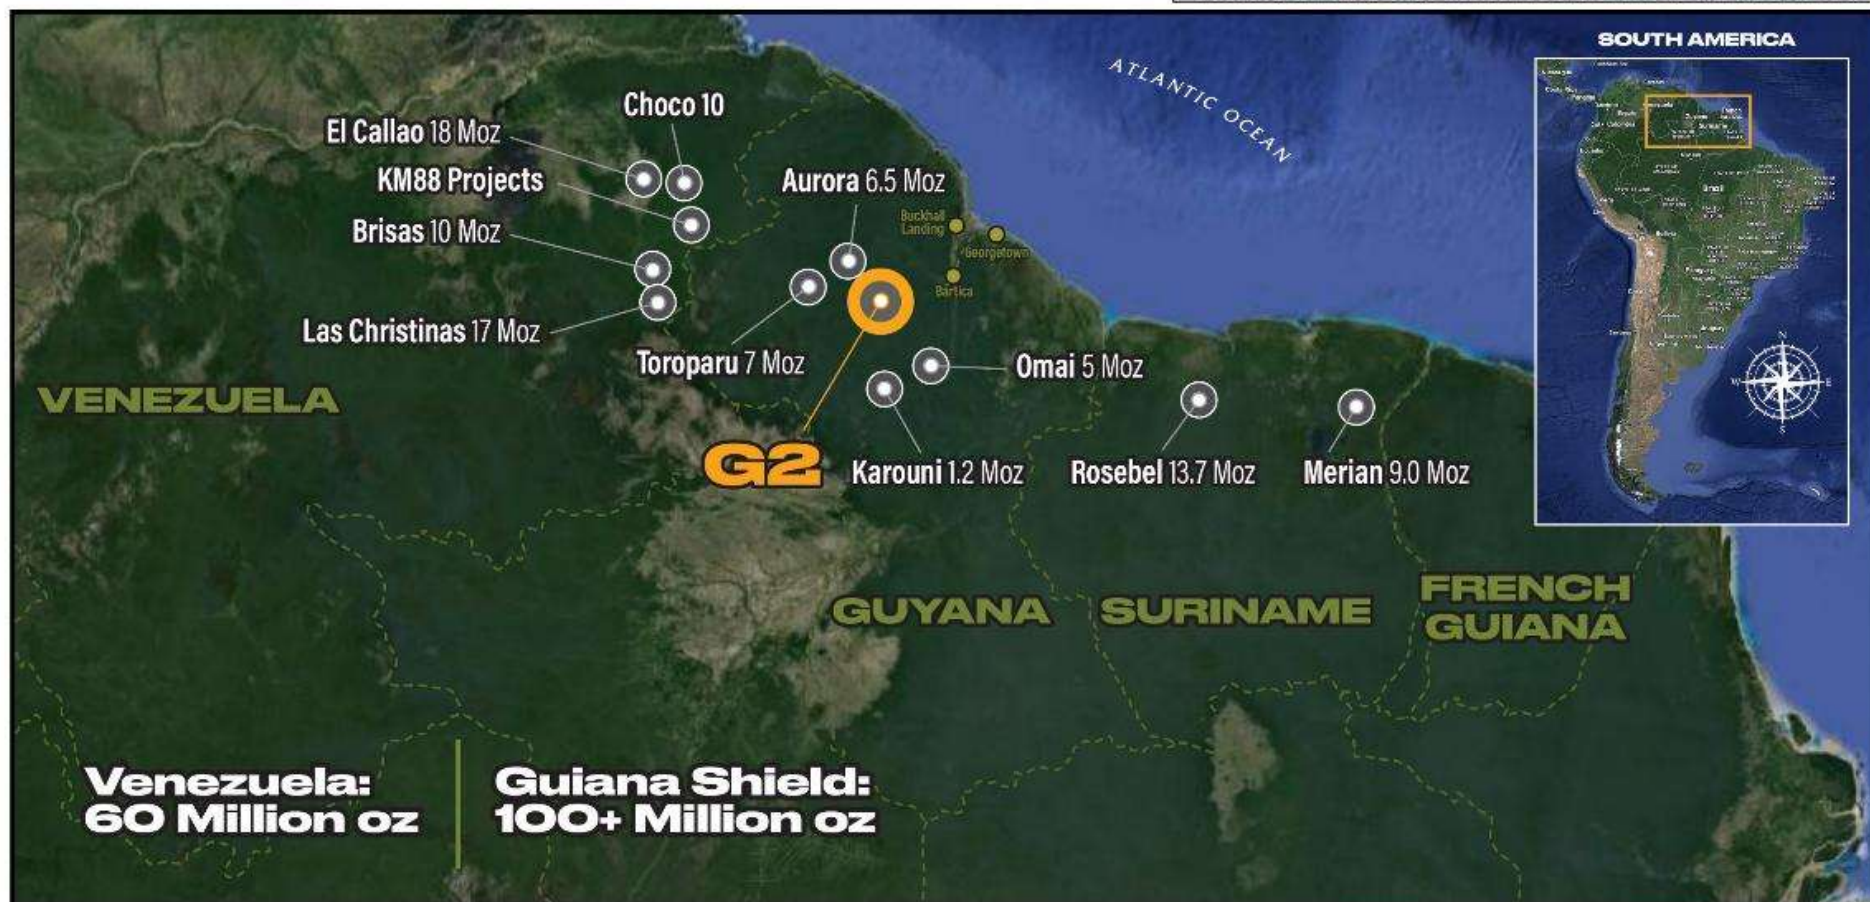 SOUTH AMERICA
ATLANTIC OCEAN
Choco 10
El Callao 18 Moz
KM88 Projects
Aurora 6.5 Moz
Brisas 10 Moz
Buckhall
Landing
Georgetown
Bartica
Las Christinas 17 Moz
Toroparu 7 Moz
Omai 5 Moz
VENEZUELA
G2
Karouni 1.2 Moz
Rosebel 13.7 Moz
Merian 9.0 Moz
N
W
E
S
Brazil
GUYANA
SURINAME
FRENCH
GUIANA
Venezuela:
60 Million oz
Guiana Shield:
100+ Million oz